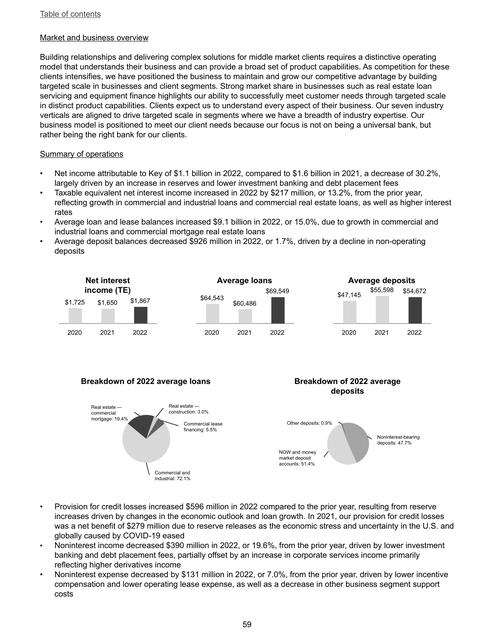 Table of contents
Market and business overview
Building relationships and delivering complex solutions for middle market clients requires a distinctive operating
model that understands their business and can provide a broad set of product capabilities. As competition for these
clients intensifies, we have positioned the business to maintain and grow our competitive advantage by building
targeted scale in businesses and client segments. Strong market share in businesses such as real estate loan
servicing and equipment finance highlights our ability to successfully meet customer needs through targeted scale
in distinct product capabilities. Clients expect us to understand every aspect of their business. Our seven industry
verticals are aligned to drive targeted scale in segments where we have a breadth of industry expertise. Our
business model is positioned to meet our client needs because our focus is not on being a universal bank, but
rather being the right bank for our clients.
Summary of operations
• Net income attributable to Key of $1.1 billion in 2022, compared to $1.6 billion in 2021, a decrease of 30.2%,
largely driven by an increase in reserves and lower investment banking and debt placement fees
• Taxable equivalent net interest income increased in 2022 by $217 million, or 13.2%, from the prior year,
reflecting growth in commercial and industrial loans and commercial real estate loans, as well as higher interest
rates
• Average loan and lease balances increased $9.1 billion in 2022, or 15.0%, due to growth in commercial and
industrial loans and commercial mortgage real estate loans
• Average deposit balances decreased $926 million in 2022, or 1.7%, driven by a decline in non-operating
deposits
Net interest
income (TE)
$1,725 $1,650 $1,867
2020 2021 2022
Average loans
$64,543 $60,486 $69,549
2020 2021 2022
Average deposits
$47,145 $55,598 $54,672
2020 2021 2022
Breakdown of 2022 average loans
Real estate —
commercial
mortgage: 19.4%
Real estate —
construction: 3.0%
Commercial lease
financing: 5.5%
Commercial and
industrial: 72.1%
Breakdown of 2022 average
deposits
Other deposits: 0.9%
Noninterest-bearing
deposits: 47.7%
NOW and money
market deposit
accounts: 51.4%
• Provision for credit losses increased $596 million in 2022 compared to the prior year, resulting from reserve
increases driven by changes in the economic outlook and loan growth. In 2021, our provision for credit losses
was a net benefit of $279 million due to reserve releases as the economic stress and uncertainty in the U.S. and
globally caused by COVID-19 eased
• Noninterest income decreased $390 million in 2022, or 19.6%, from the prior year, driven by lower investment
banking and debt placement fees, partially offset by an increase in corporate services income primarily
reflecting higher derivatives income
• Noninterest expense decreased by $131 million in 2022, or 7.0%, from the prior year, driven by lower incentive
compensation and lower operating lease expense, as well as a decrease in other business segment support
costs
59